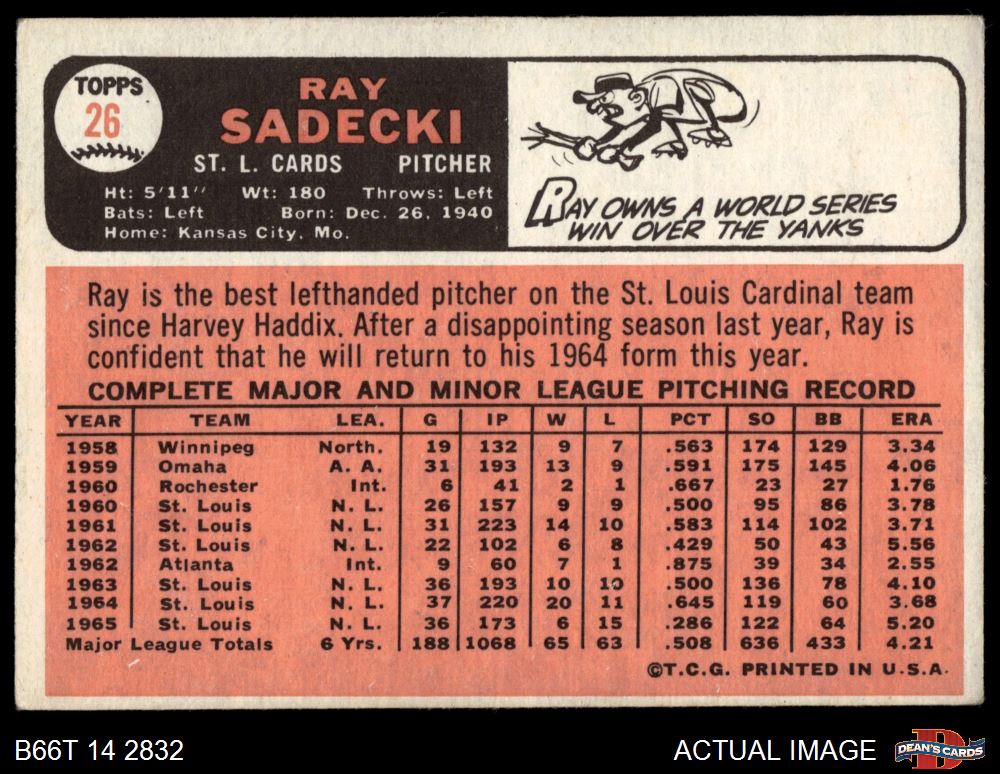 TOPPS
26
RAY
SADECKI
ST. L. CARDS PITCHER
Ht: 5'11" Wt: 180 Throws: Left
Bats: Left Born: Dec. 26, 1940
Home: Kansas City, Mo.
RAY OWNS A WORLD SERIES
WIN OVER THE YANKS
Ray is the best lefthanded pitcher on the St. Louis Cardinal team
since Harvey Haddix. After a disappointing season last year, Ray is
confident that he will return to his 1964 form this year.
COMPLETE MAJOR AND MINOR LEAGUE PITCHING RECORD
YEAR TEAM LEA. G IP W L PCT SO BB ERA
1958 Winnipeg North. 19 132 9 7 .563 174 129 3.34
1959 Omaha A. A. 31 193 13 9 .591 175 145 4.06
1960 Rochester Int. 6 41 2 1 .667 23 27 1.76
1960 St. Louis N. L. 26 157 9 9 .500 95 86 3.78
1961 St. Louis N. L. 31 223 14 10 .583 114 102 3.71
1962 St. Louis N. L. 22 102 6 8 .429 50 43 5.56
1962 Atlanta Int. 9 60 7 1 .875 39 34 2.55
1963 St. Louis N. L. 36 193 10 10 .500 136 78 4.10
1964 St. Louis N. L. 37 220 20 11 .645 119 60 3.68
1965 St. Louis N. L. 36 173 6 15 .286 122 64 5.20
Major League Totals 6 Yrs. 188 1068 65 63 .508 636 433 4.21
©T.C.G. PRINTED IN U.S.A.
B66T 14 2832 ACTUAL IMAGE DEAN'S CARDS